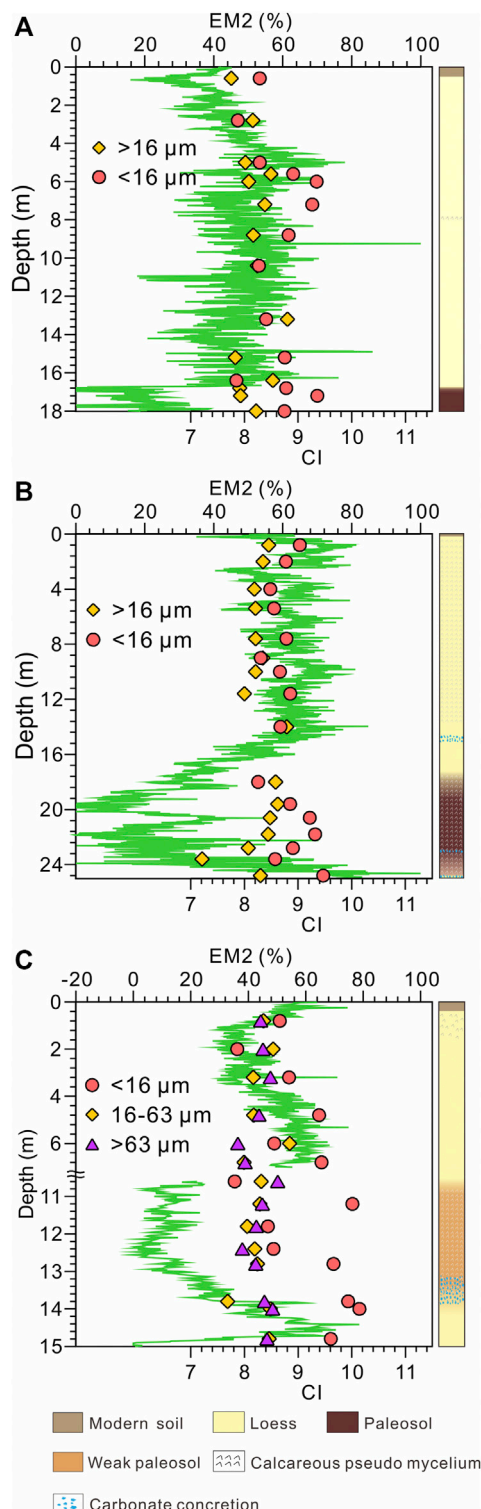 A
EM2 (%)
0 20 40 60 80 100
0
2
4
6
8
10
12
14
16
18
Depth (m)
>16 μm
<16 μm
7 8 9 10 11
CI
B
EM2 (%)
0 20 40 60 80 100
0
4
8
12
16
20
24
Depth (m)
>16 μm
<16 μm
7 8 9 10 11
CI
C
EM2 (%)
-20 0 20 40 60 80 100
0
2
4
6
11
12
13
14
15
Depth (m)
<16 μm
16-63 μm
>63 μm
7 8 9 10 11
CI
Modern soil Loess Paleosol
Weak paleosol Calcareous pseudo mycelium
Carbonate concretion